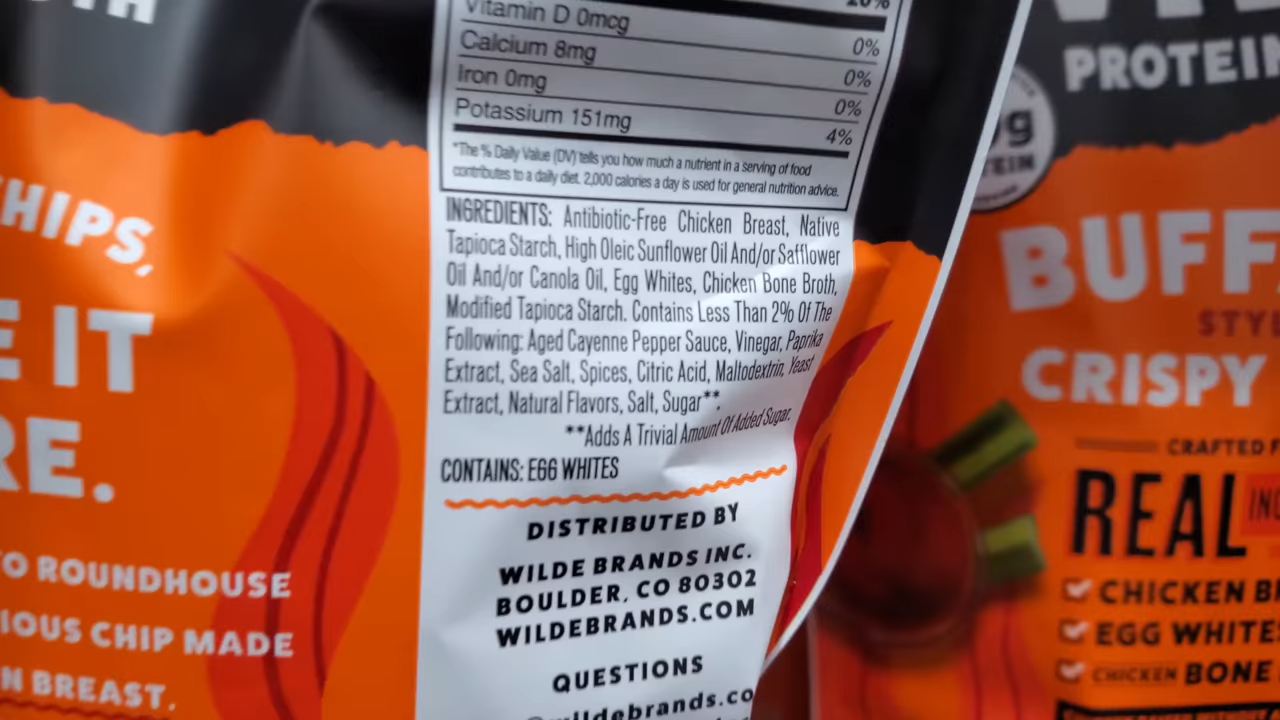 20%
Vitamin D 0mcg 0%
Calcium 8mg 0%
Iron 0mg 0%
Potassium 151mg 4%
*The % Daily Value (DV) tells you how much a nutrient in a serving of food
contributes to a daily diet. 2,000 calories a day is used for general nutrition advice.
INGREDIENTS: Antibiotic-Free Chicken Breast, Native
Tapioca Starch, High Oleic Sunflower Oil And/or Safflower
Oil And/or Canola Oil, Egg Whites, Chicken Bone Broth,
Modified Tapioca Starch. Contains Less Than 2% Of The
Following: Aged Cayenne Pepper Sauce, Vinegar, Paprika
Extract, Sea Salt, Spices, Citric Acid, Maltodextrin, Yeast
Extract, Natural Flavors, Salt, Sugar**.
**Adds A Trivial Amount Of Added Sugar.
CONTAINS: EGG WHITES
DISTRIBUTED BY
WILDE BRANDS INC.
BOULDER, CO 80302
WILDEBRANDS.COM
QUESTIONS
HIPS,
E IT
RE.
TO ROUNDHOUSE
IOUS CHIP MADE
N BREAST.
PROTEIN
BUFF
STYL
CRISPY
CRAFTED F
REAL
CHICKEN BR
EGG WHITE
CHICKEN BONE